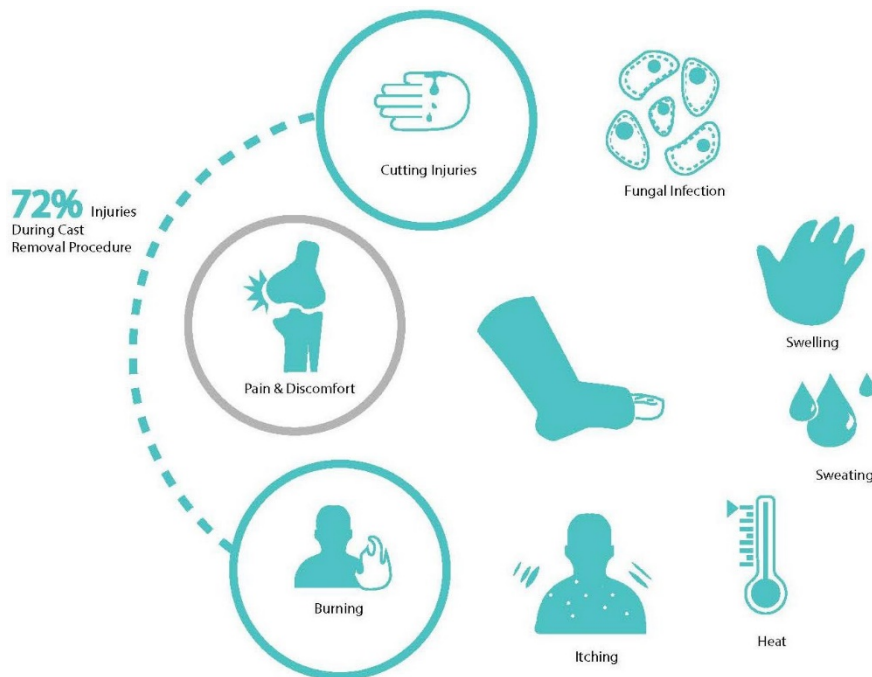 Cutting Injuries
Fungal Infection
72% Injuries
During Cast
Removal Procedure
Pain & Discomfort
Swelling
Sweating
Burning
Itching
Heat